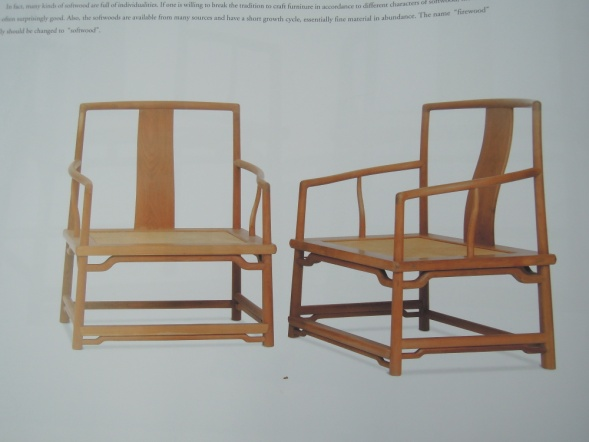 In fact, many kinds of softwood are full of individualities. If one is willing to break the tradition to craft furniture in accordance to different characters of
often surprisingly good. Also, the softwoods are available from many sources and have a short growth cycle, essentially fine material in abundance. The name "firewood"
ly should be changed to "softwood".